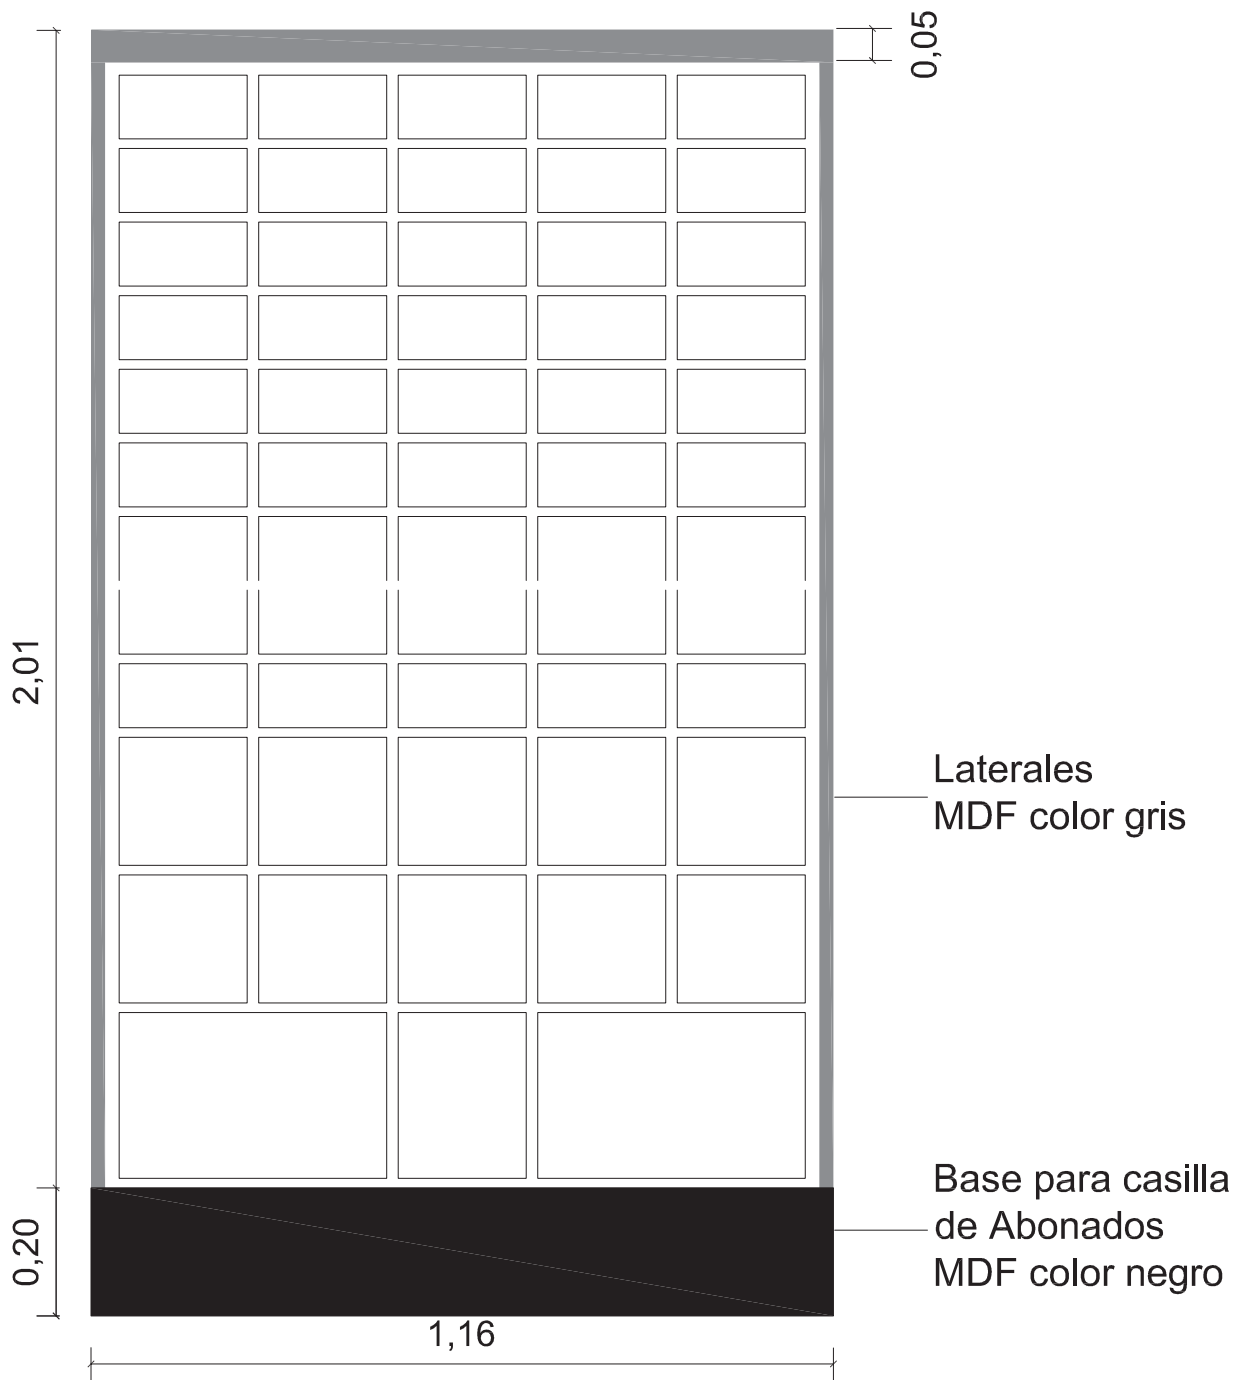 0,05
2,01
Laterales
MDF color gris
Base para casilla
de Abonados
MDF color negro
0,20
1,16